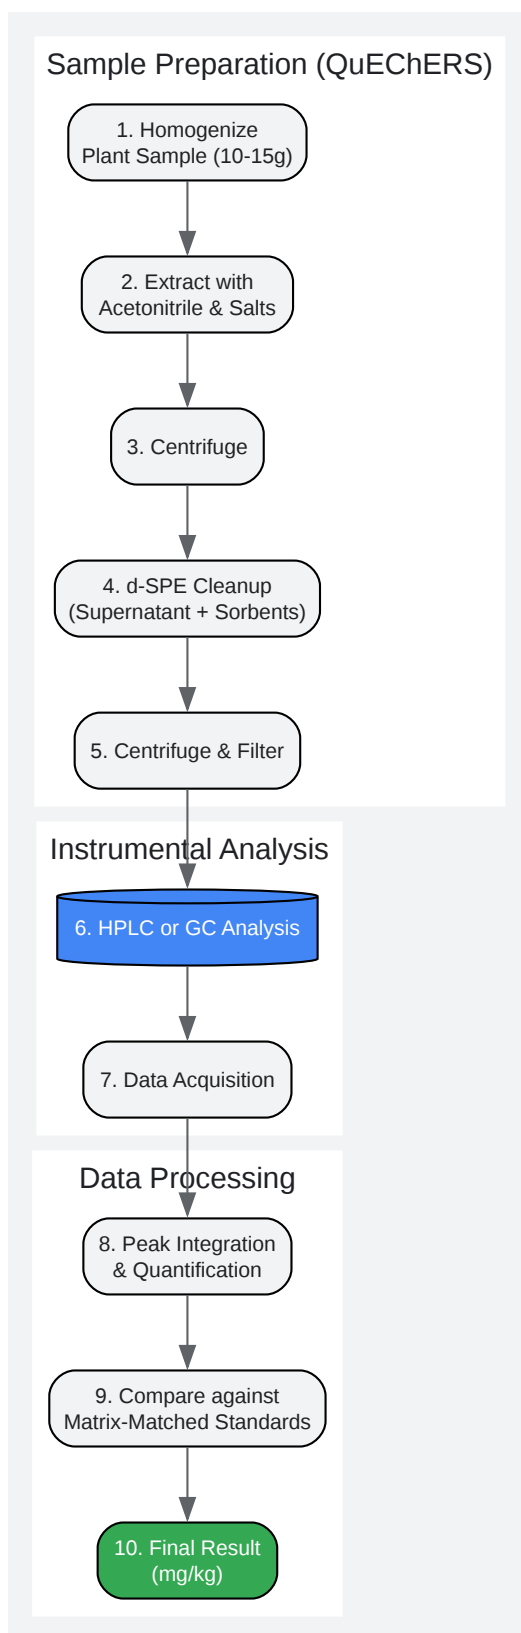 Sample Preparation (QuEChERS)
1. Homogenize
Plant Sample (10-15g)
2. Extract with
Acetonitrile & Salts
3. Centrifuge
4. d-SPE Cleanup
(Supernatant + Sorbents)
5. Centrifuge & Filter
Instrumental Analysis
6. HPLC or GC Analysis
7. Data Acquisition
Data Processing
8. Peak Integration
& Quantification
9. Compare against
Matrix-Matched Standards
10. Final Result
(mg/kg)